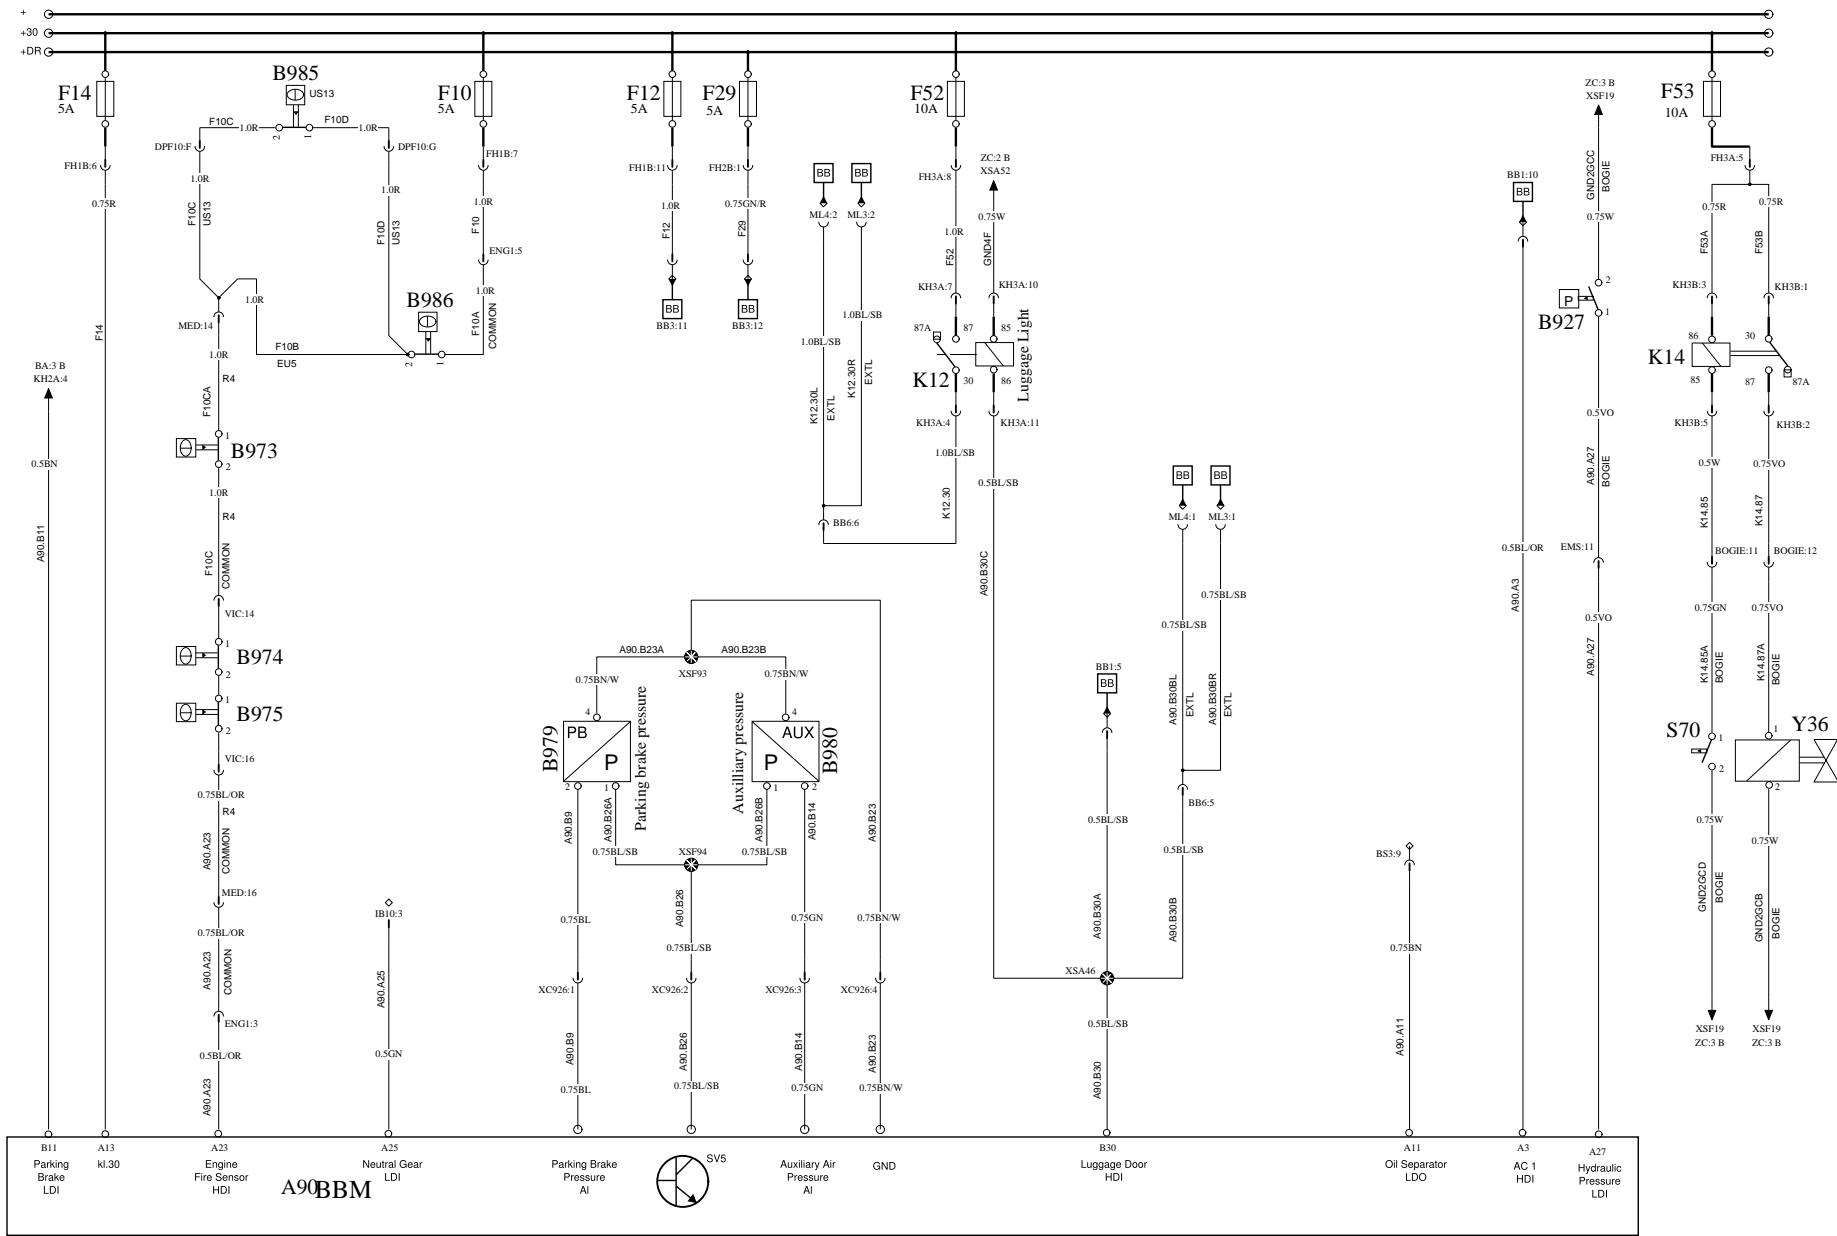 +
+30
+DR
F14
5A
FH1B:6
0.75R
F14
B985
US13
F10C
1.0R
F10D
1.0R
2
1
DPF10:F
DPF10:G
1.0R
1.0R
F10C
US13
F10D
US13
1.0R
MED:14
F10B
EU5
B986
2
1
F10
5A
FH1B:7
1.0R
F10
ENG1:5
1.0R
F10A
COMMON
F12
5A
FH1B:11
1.0R
F12
BB
BB3:11
F29
5A
FH2B:1
0.75GN/R
F29
BB
BB3:12
BB
BB
ML4:2
ML3:2
1.0BL/SB
1.0BL/SB
K12.30L
EXTL
K12.30R
EXTL
BB6:6
F52
10A
FH3A:8
1.0R
F52
ZC:2 B
XSA52
0.75W
GND4F
KH3A:7
KH3A:10
87A
87
85
K12
30
86
Luggage Light
KH3A:4
KH3A:11
1.0BL/SB
0.5BL/SB
K12.30
A90.B30C
BB1:10
BB
0.5BL/OR
A90.A3
ZC:3 B
XSF19
GND2GCC
BOGIE
0.75W
2
P
B927
1
0.5VO
A90.A27
BOGIE
EMS:11
0.5VO
A90.A27
F53
10A
FH3A:5
0.75R
0.75R
F53A
F53B
KH3B:3
KH3B:1
86
30
K14
85
87
87A
KH3B:5
KH3B:2
0.5W
0.75VO
K14.85
K14.87
BOGIE:11
BOGIE:12
0.75GN
0.75VO
K14.85A
BOGIE
K14.87A
BOGIE
S70
1
2
1
Y36
2
0.75W
0.75W
GND2GCD
BOGIE
GND2GCB
BOGIE
XSF19
ZC:3 B
XSF19
ZC:3 B
BA:3 B
KH2A:4
0.5BN
A90.B11
1.0R
R4
F10CA
1
B973
2
1.0R
R4
F10C
COMMON
VIC:14
1
B974
2
1
B975
2
VIC:16
0.75BL/OR
R4
A90.A23
COMMON
MED:16
0.75BL/OR
A90.A23
COMMON
ENG1:3
0.5BL/OR
A90.A23
IB10:3
A90.A25
0.5GN
A90.B23A
A90.B23B
XSF93
0.75BN/W
0.75BN/W
4
4
B979
PB
P
Parking brake pressure
Auxilliary pressure
AUX
P
B980
2
1
1
2
A90.B9
A90.B26A
A90.B26B
A90.B14
A90.B23
0.75BL/SB
XSF94
0.75BL/SB
A90.B26
0.75BL
0.75BL/SB
0.75GN
0.75BN/W
XC926:1
XC926:2
XC926:3
XC926:4
A90.B9
A90.B26
A90.B14
A90.B23
0.75BL
0.75BL/SB
0.75GN
0.75BN/W
BB
BB
ML4:1
ML3:1
0.75BL/SB
0.75BL/SB
A90.B30BL
EXTL
A90.B30BR
EXTL
BB6:5
0.5BL/SB
A90.B30B
BB1:5
BB
0.5BL/SB
A90.B30A
XSA46
0.5BL/SB
A90.B30
BS3:9
0.75BN
A90.A11
B11
Parking
Brake
LDI
A13
kl.30
A23
Engine
Fire Sensor
HDI
A90
BBM
A25
Neutral Gear
LDI
Parking Brake
Pressure
AI
SV5
Auxiliary Air
Pressure
AI
GND
B30
Luggage Door
HDI
A11
Oil Separator
LDO
A3
AC 1
HDI
A27
Hydraulic
Pressure
LDI